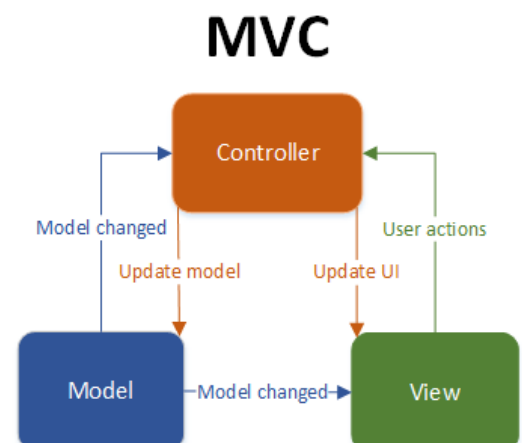 MVC
Controller
Model changed
User actions
Update model
Update UI
Model
Model changed
View